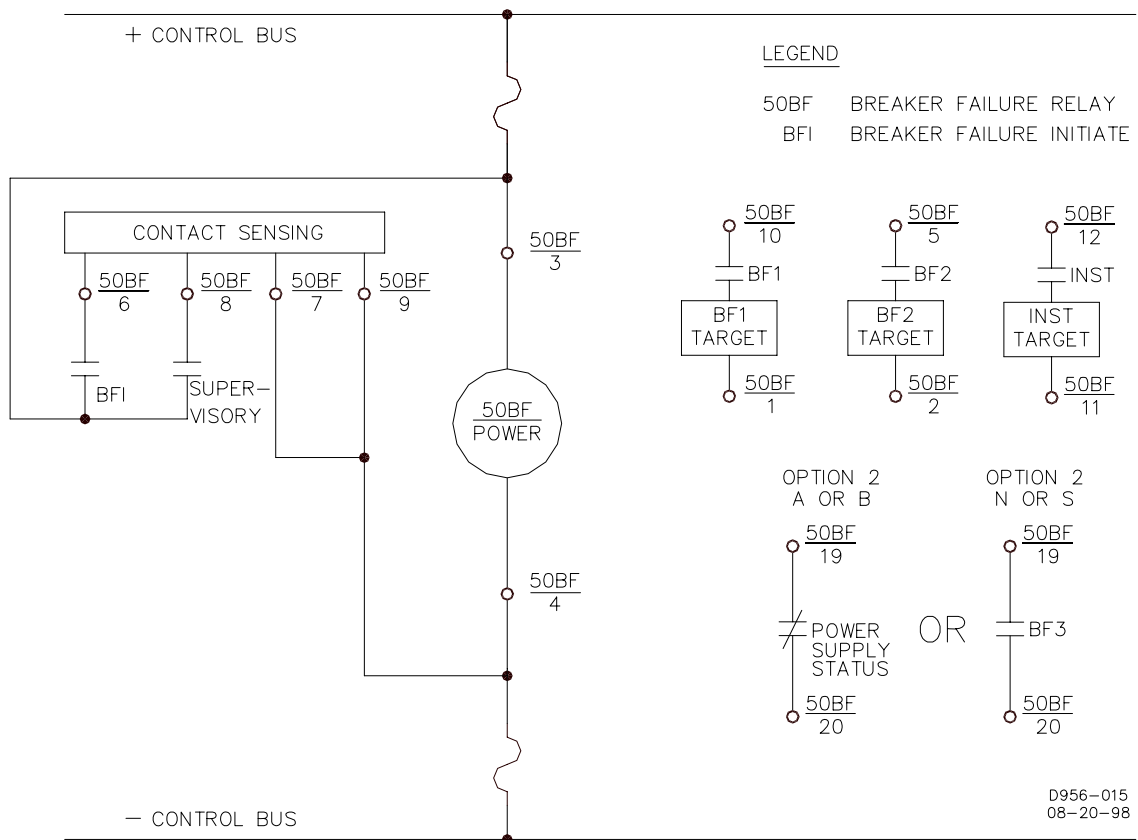 + CONTROL BUS
LEGEND
50BF BREAKER FAILURE RELAY
BFI BREAKER FAILURE INITIATE
CONTACT SENSING
50BF
6
50BF
8
50BF
7
50BF
9
BFI
SUPER-
VISORY
50BF
3
50BF
POWER
50BF
4
50BF
10
BF1
BF1
TARGET
50BF
1
50BF
5
BF2
BF2
TARGET
50BF
2
50BF
12
INST
INST
TARGET
50BF
11
OPTION 2
A OR B
50BF
19
POWER
SUPPLY
STATUS
50BF
20
OR
OPTION 2
N OR S
50BF
19
BF3
50BF
20
− CONTROL BUS
D956-015
08-20-98